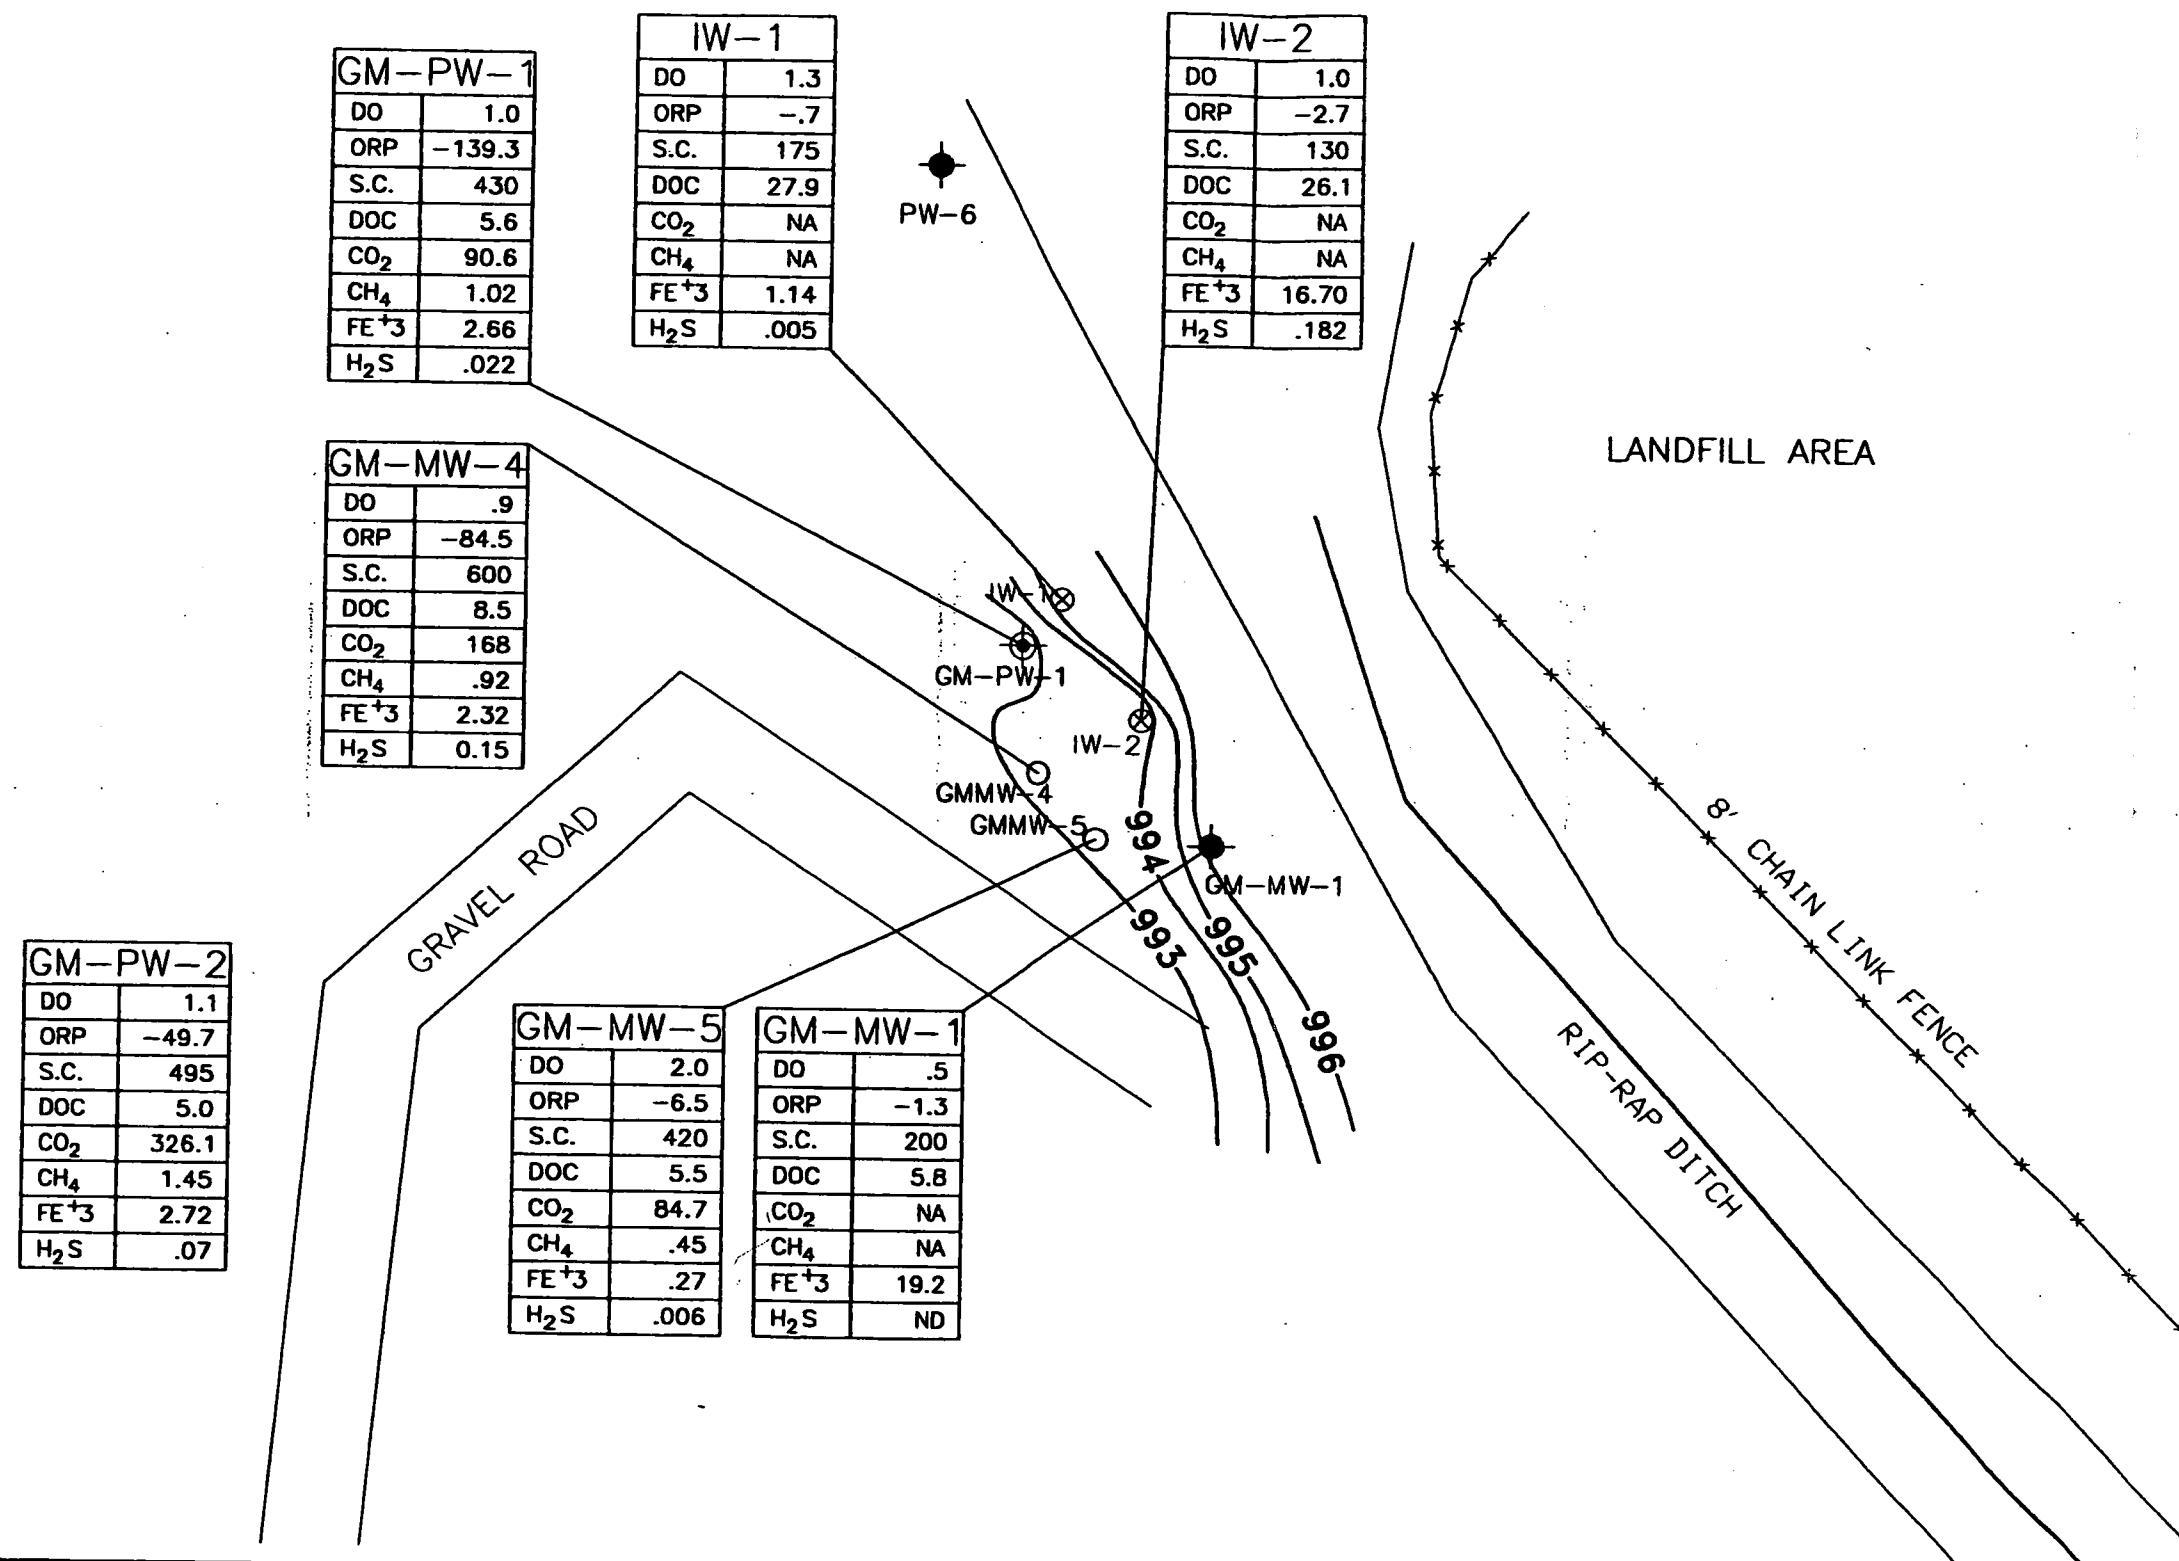 IW-1
DO 1.3
ORP -.7
S.C. 175
DOC 27.9
CO₂ NA
CH₄ NA
FE⁺3 1.14
H₂S .005
IW-2
DO 1.0
ORP -2.7
S.C. 130
DOC 26.1
CO₂ NA
CH₄ NA
FE⁺3 16.70
H₂S .182
GM-PW-1
DO 1.0
ORP -139.3
S.C. 430
DOC 5.6
CO₂ 90.6
CH₄ 1.02
FE⁺3 2.66
H₂S .022
PW-6
GM-MW-4
DO .9
ORP -84.5
S.C. 600
DOC 8.5
CO₂ 168
CH₄ .92
FE⁺3 2.32
H₂S 0.15
LANDFILL AREA
IW-1
GM-PW-1
IW-2
GMMW-4
GMMW-5
GM-MW-1
994
993
995
996
GRAVEL ROAD
8' CHAIN LINK FENCE
RIP-RAP DITCH
GM-PW-2
DO 1.1
ORP -49.7
S.C. 495
DOC 5.0
CO₂ 326.1
CH₄ 1.45
FE⁺3 2.72
H₂S .07
GM-MW-5
DO 2.0
ORP -6.5
S.C. 420
DOC 5.5
CO₂ 84.7
CH₄ .45
FE⁺3 .27
H₂S .006
GM-MW-1
DO .5
ORP -1.3
S.C. 200
DOC 5.8
CO₂ NA
CH₄ NA
FE⁺3 19.2
H₂S ND